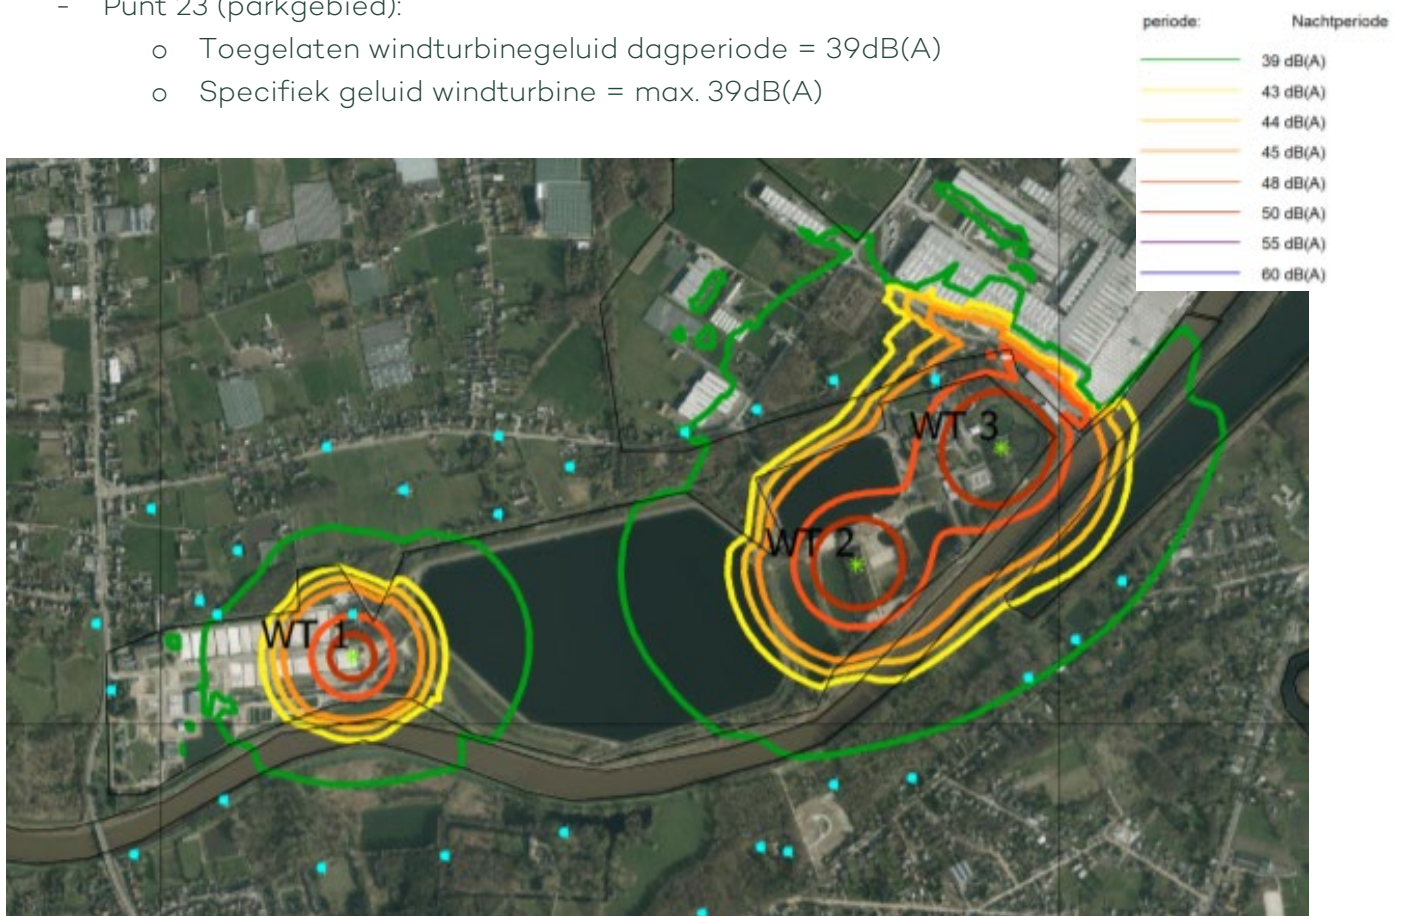 - Punt 23 (parkgebied):
o Toegelaten windturbinegeluid dagperiode = 39dB(A)
o Specifiek geluid windturbine = max. 39dB(A)
periode: Nachtperiode
39 dB(A)
43 dB(A)
44 dB(A)
45 dB(A)
48 dB(A)
50 dB(A)
55 dB(A)
60 dB(A)
WT 3
WT 2
WT 1